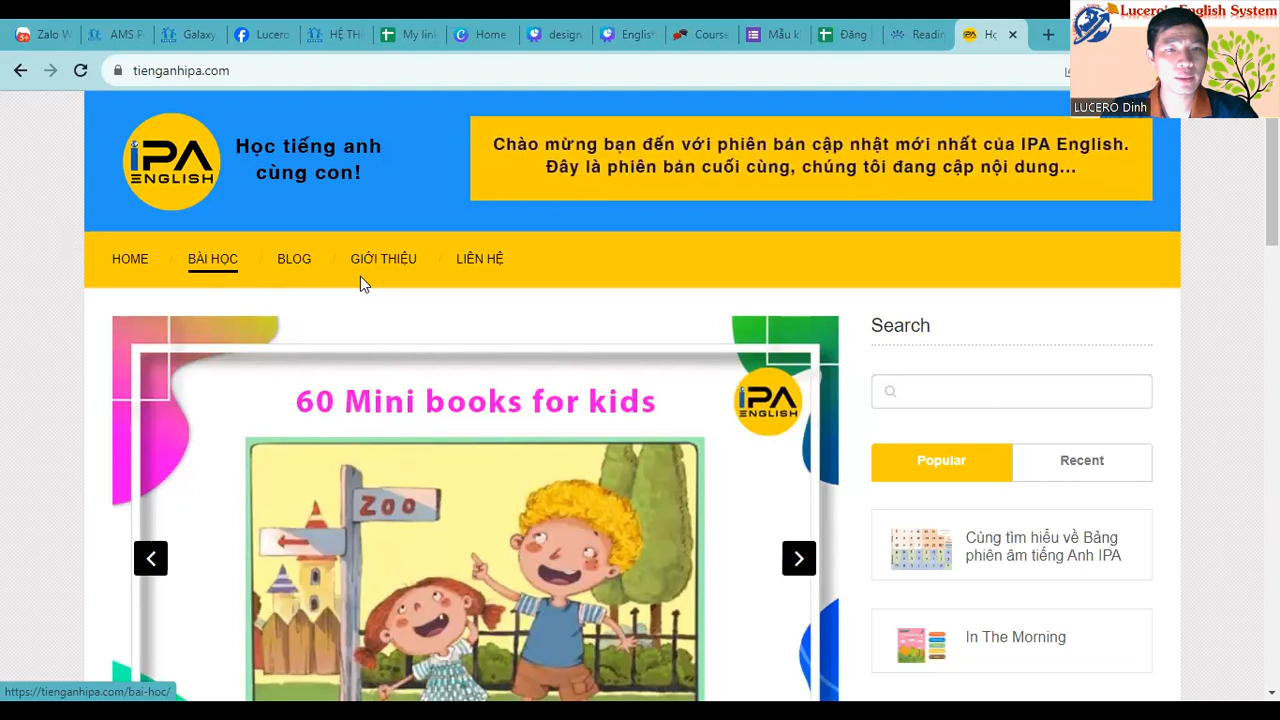 Lucero's English System
Zalo W
AMS P
Galaxy
Lucero
HỆ TH
My link
Home
design
Englis
Course
Mẫu k
Đăng
Readin
Họ
tienganhipa.com
LUCERO Dinh
iPA
ENGLISH
Học tiếng anh
cùng con!
Chào mừng bạn đến với phiên bản cập nhật mới nhất của IPA English.
Đây là phiên bản cuối cùng, chúng tôi đang cập nội dung...
HOME / BÀI HỌC / BLOG / GIỚI THIỆU / LIÊN HỆ
60 Mini books for kids
iPA
ENGLISH
ZOO
Search
Popular
Recent
Cùng tìm hiểu về Bảng
phiên âm tiếng Anh IPA
In The Morning
https://tienganhipa.com/bai-hoc/